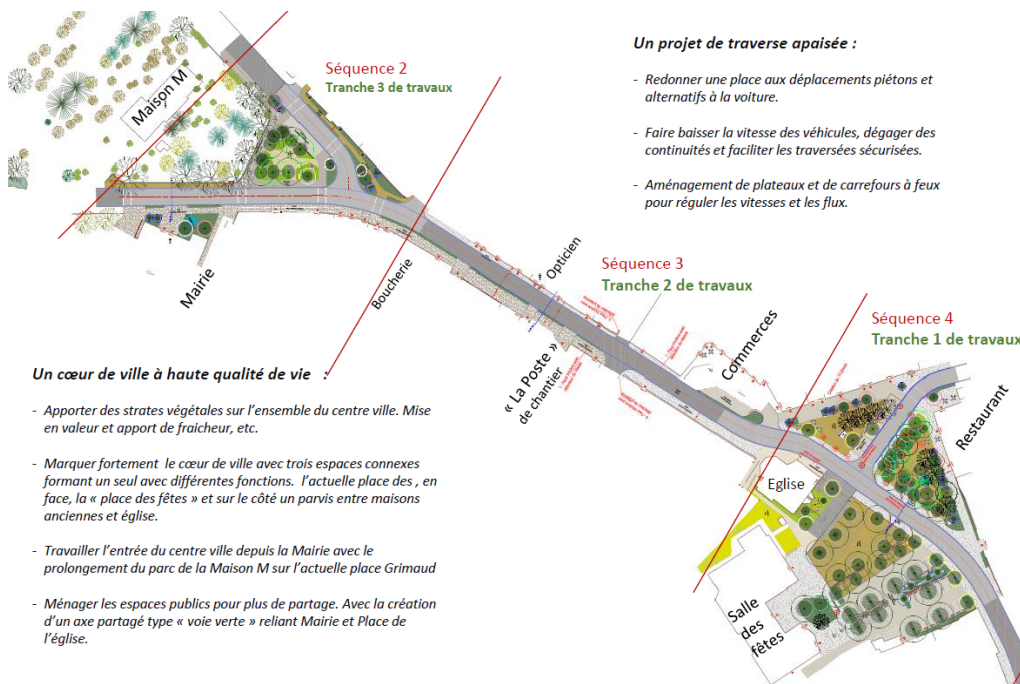 Un projet de traverse apaisée :
- Redonner une place aux déplacements piétons et
alternatifs à la voiture.
- Faire baisser la vitesse des véhicules, dégager des
continuités et faciliter les traversées sécurisées.
- Aménagement de plateaux et de carrefours à feux
pour réguler les vitesses et les flux.
Séquence 2
Tranche 3 de travaux
Maison M
Mairie
Boucherie
Opticien
« La Poste »
de chantier
Séquence 3
Tranche 2 de travaux
Commerces
Séquence 4
Tranche 1 de travaux
Restaurant
Eglise
Salle
des
fêtes
Un cœur de ville à haute qualité de vie :
- Apporter des strates végétales sur l'ensemble du centre ville. Mise
en valeur et apport de fraicheur, etc.
- Marquer fortement le cœur de ville avec trois espaces connexes
formant un seul avec différentes fonctions. l'actuelle place des , en
face, la « place des fêtes » et sur le côté un parvis entre maisons
anciennes et église.
- Travailler l'entrée du centre ville depuis la Mairie avec le
prolongement du parc de la Maison M sur l'actuelle place Grimaud
- Ménager les espaces publics pour plus de partage. Avec la création
d'un axe partagé type « voie verte » reliant Mairie et Place de
l'église.